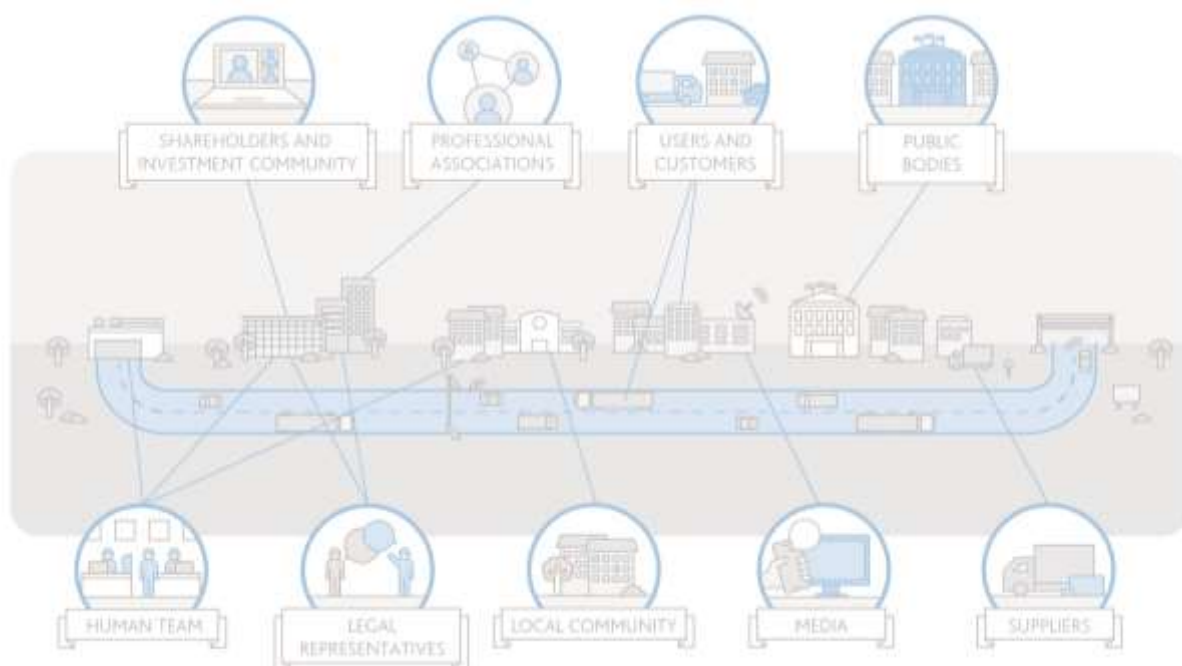 SHAREHOLDERS AND
INVESTMENT COMMUNITY
PROFESSIONAL
ASSOCIATIONS
USERS AND
CUSTOMERS
PUBLIC
BODIES
HUMAN TEAM
LEGAL
REPRESENTATIVES
LOCAL COMMUNITY
MEDIA
SUPPLIERS